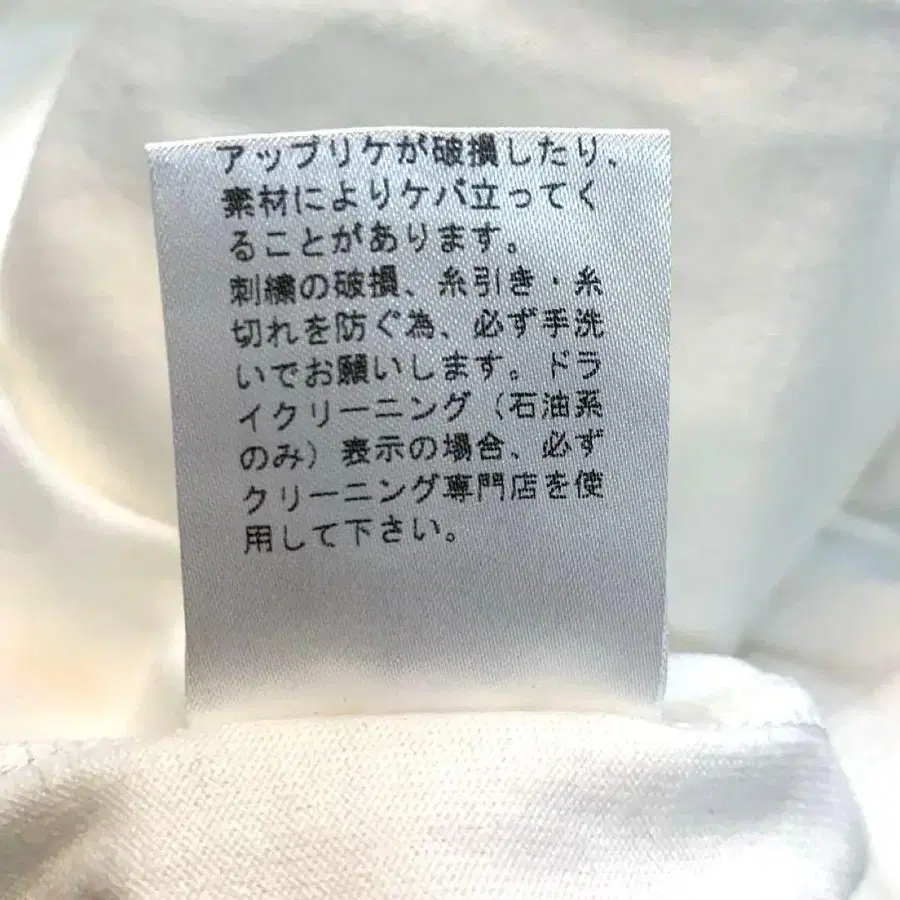 アップリケが破損したり、
素材によりケバ立ってく
ることがあります。
刺繍の破損、糸引き・糸
切れを防ぐ為、必ず手洗
いでお願いします。ドラ
イクリーニング（石油系
のみ）表示の場合、必ず
クリーニング専門店を使
用して下さい。